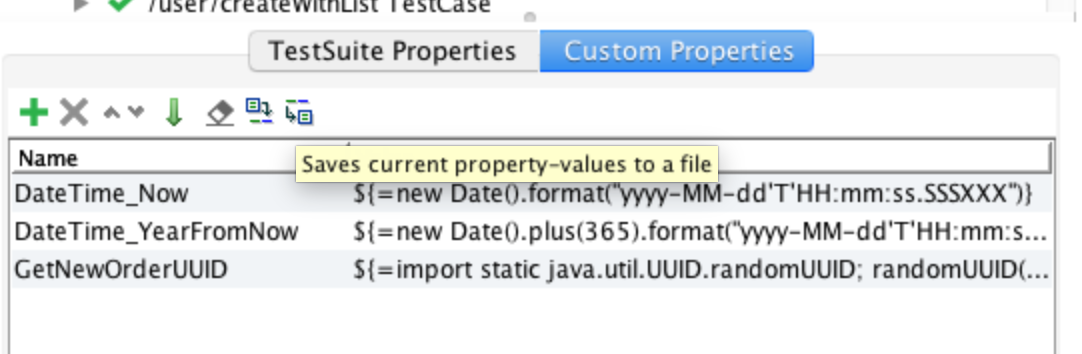 /user/createWithList TestCase
TestSuite Properties
Custom Properties
Name
Saves current property-values to a file
DateTime_Now
${=new Date().format("yyyy-MM-dd'T'HH:mm:ss.SSSXXX")}
DateTime_YearFromNow
${=new Date().plus(365).format("yyyy-MM-dd'T'HH:mm:s...
GetNewOrderUUID
${=import static java.util.UUID.randomUUID; randomUUID(...